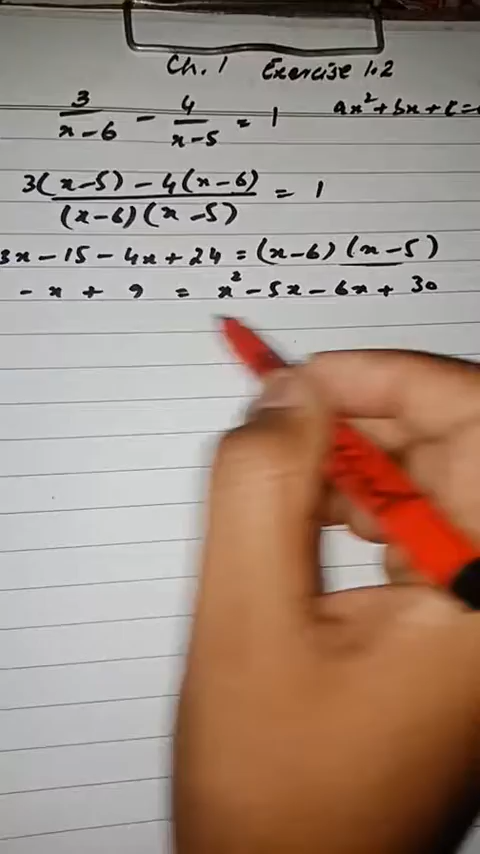 Ch. 1 Exercise 1.2
3/(x-6) - 4/(x-5) = 1
ax² + bx + c =
3(x-5) - 4(x-6) / (x-6)(x-5) = 1
3x - 15 - 4x + 24 = (x-6)(x-5)
- x + 9 = x² - 5x - 6x + 30